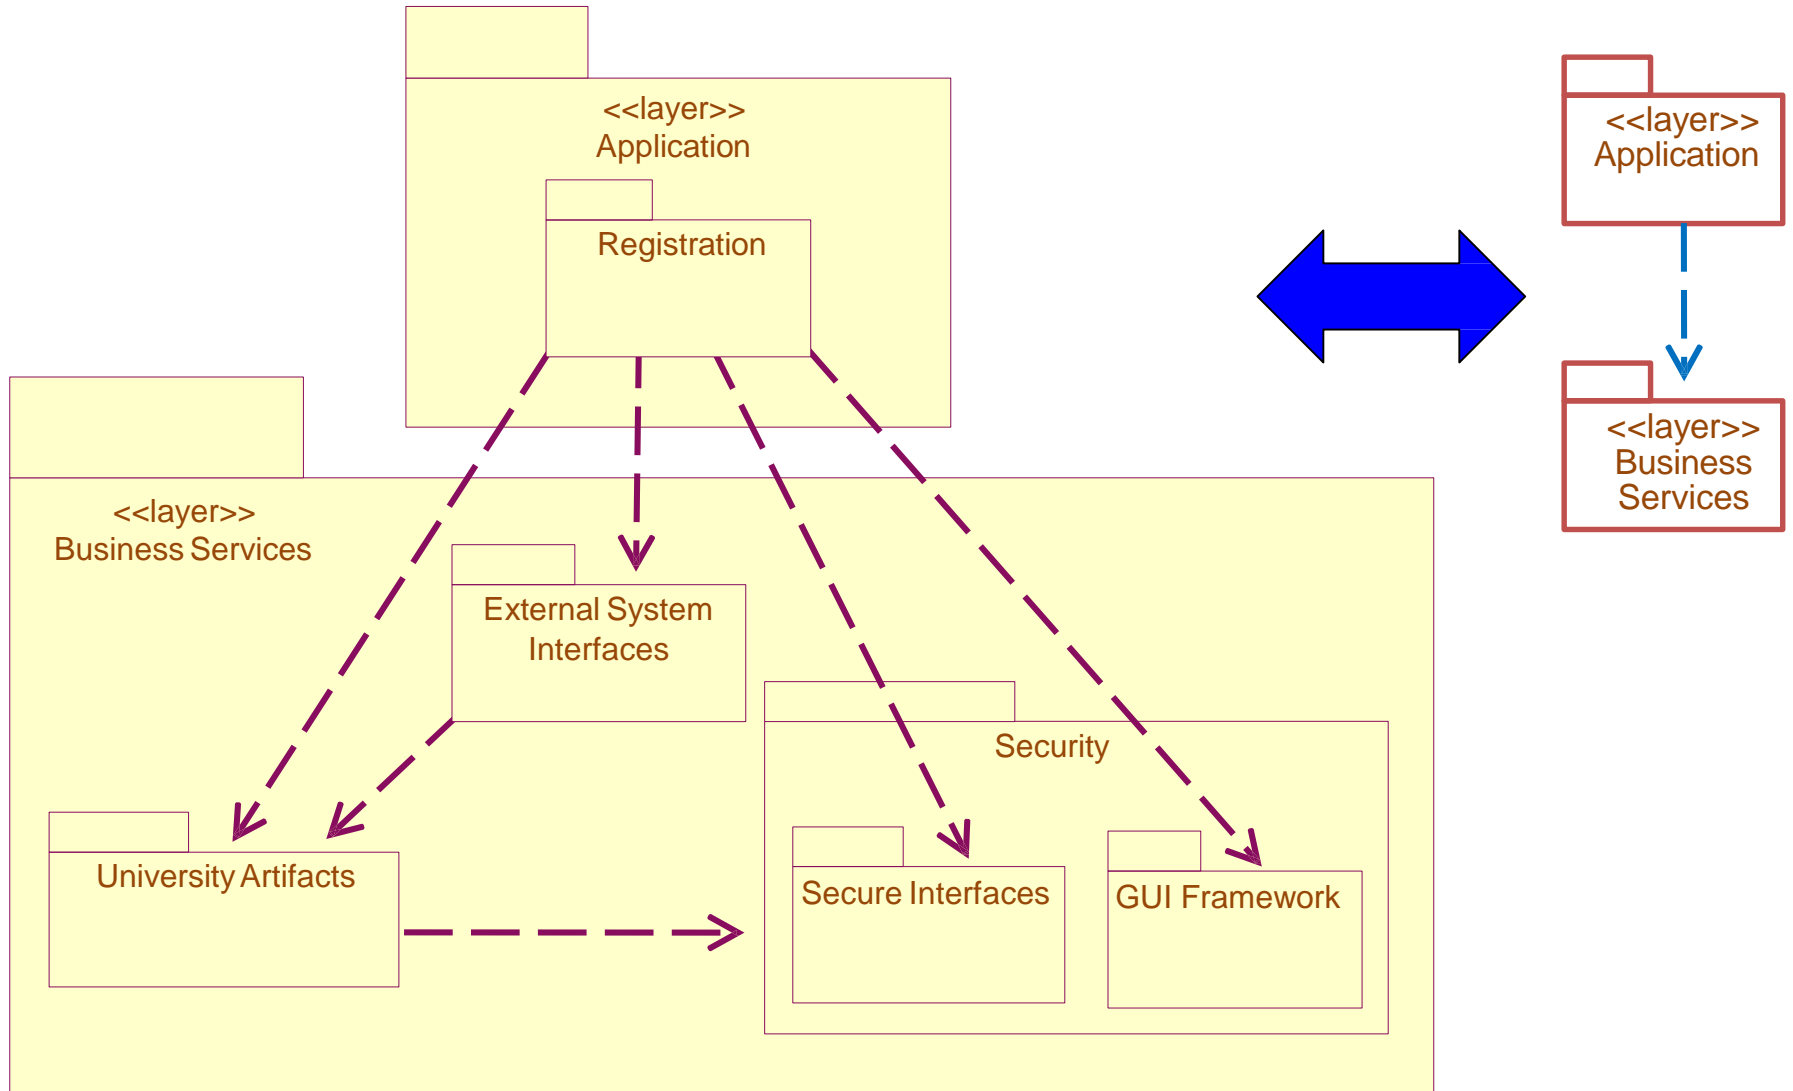 <<layer>>
Application
Registration
<<layer>>
Business Services
External System
Interfaces
Security
University Artifacts
Secure Interfaces
GUI Framework
<<layer>>
Application
<<layer>>
Business
Services